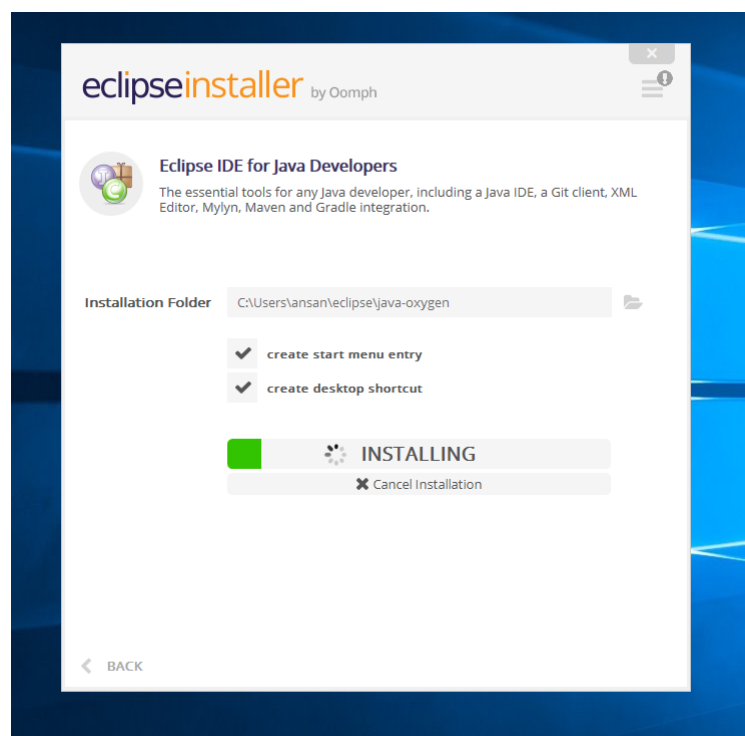 eclipseinstaller by Oomph
Eclipse IDE for Java Developers
The essential tools for any Java developer, including a Java IDE, a Git client, XML
Editor, Mylyn, Maven and Gradle integration.
Installation Folder C:\Users\ansan\eclipse\java-oxygen
create start menu entry
create desktop shortcut
INSTALLING
Cancel Installation
BACK